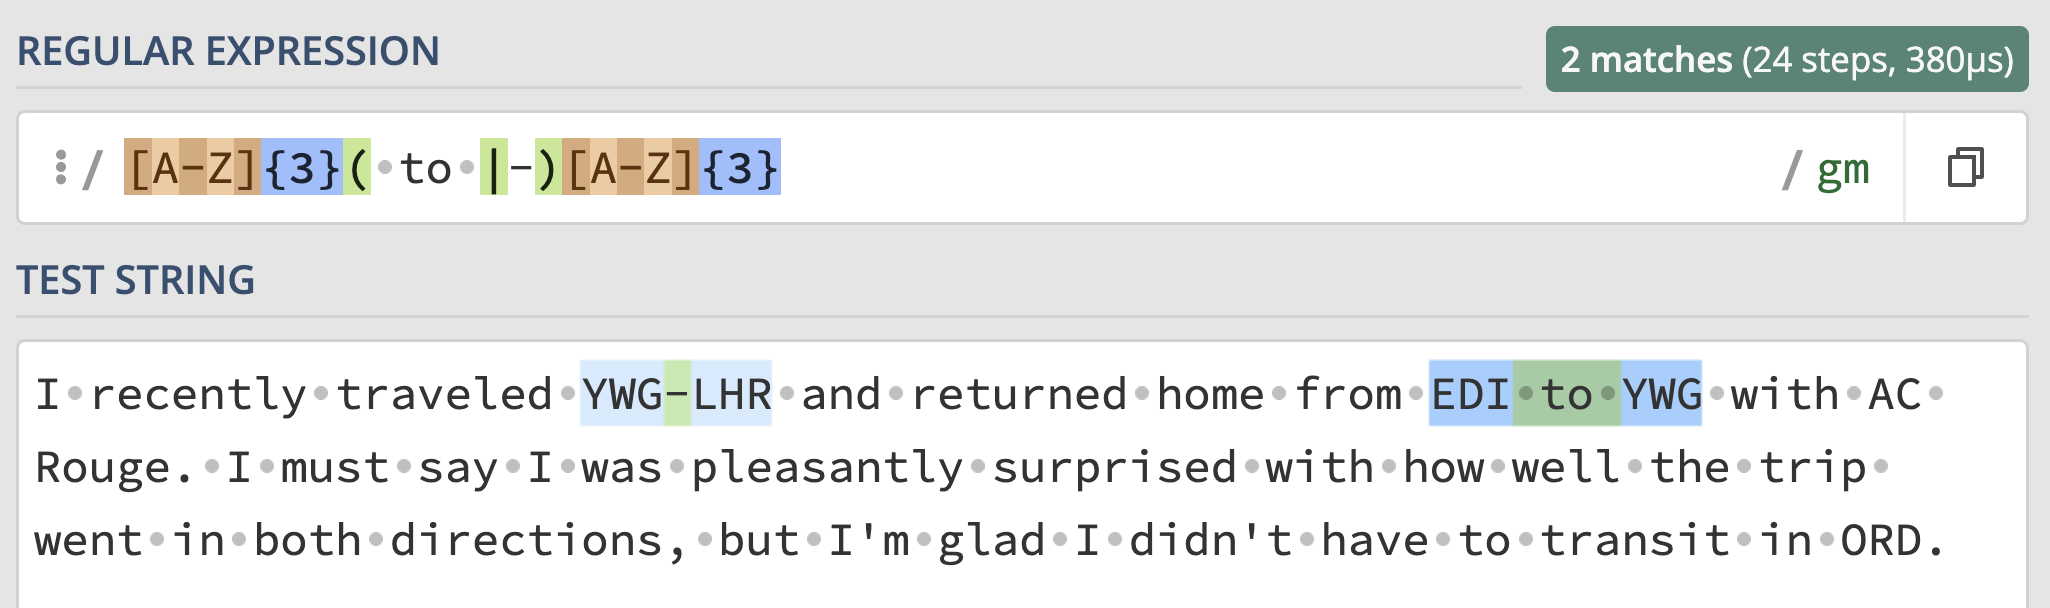 REGULAR EXPRESSION
2 matches (24 steps, 380µs)
/ [A-Z]{3}( to |-)[A-Z]{3} / gm
TEST STRING
I recently traveled YWG-LHR and returned home from EDI to YWG with AC
Rouge. I must say I was pleasantly surprised with how well the trip
went in both directions, but I'm glad I didn't have to transit in ORD.